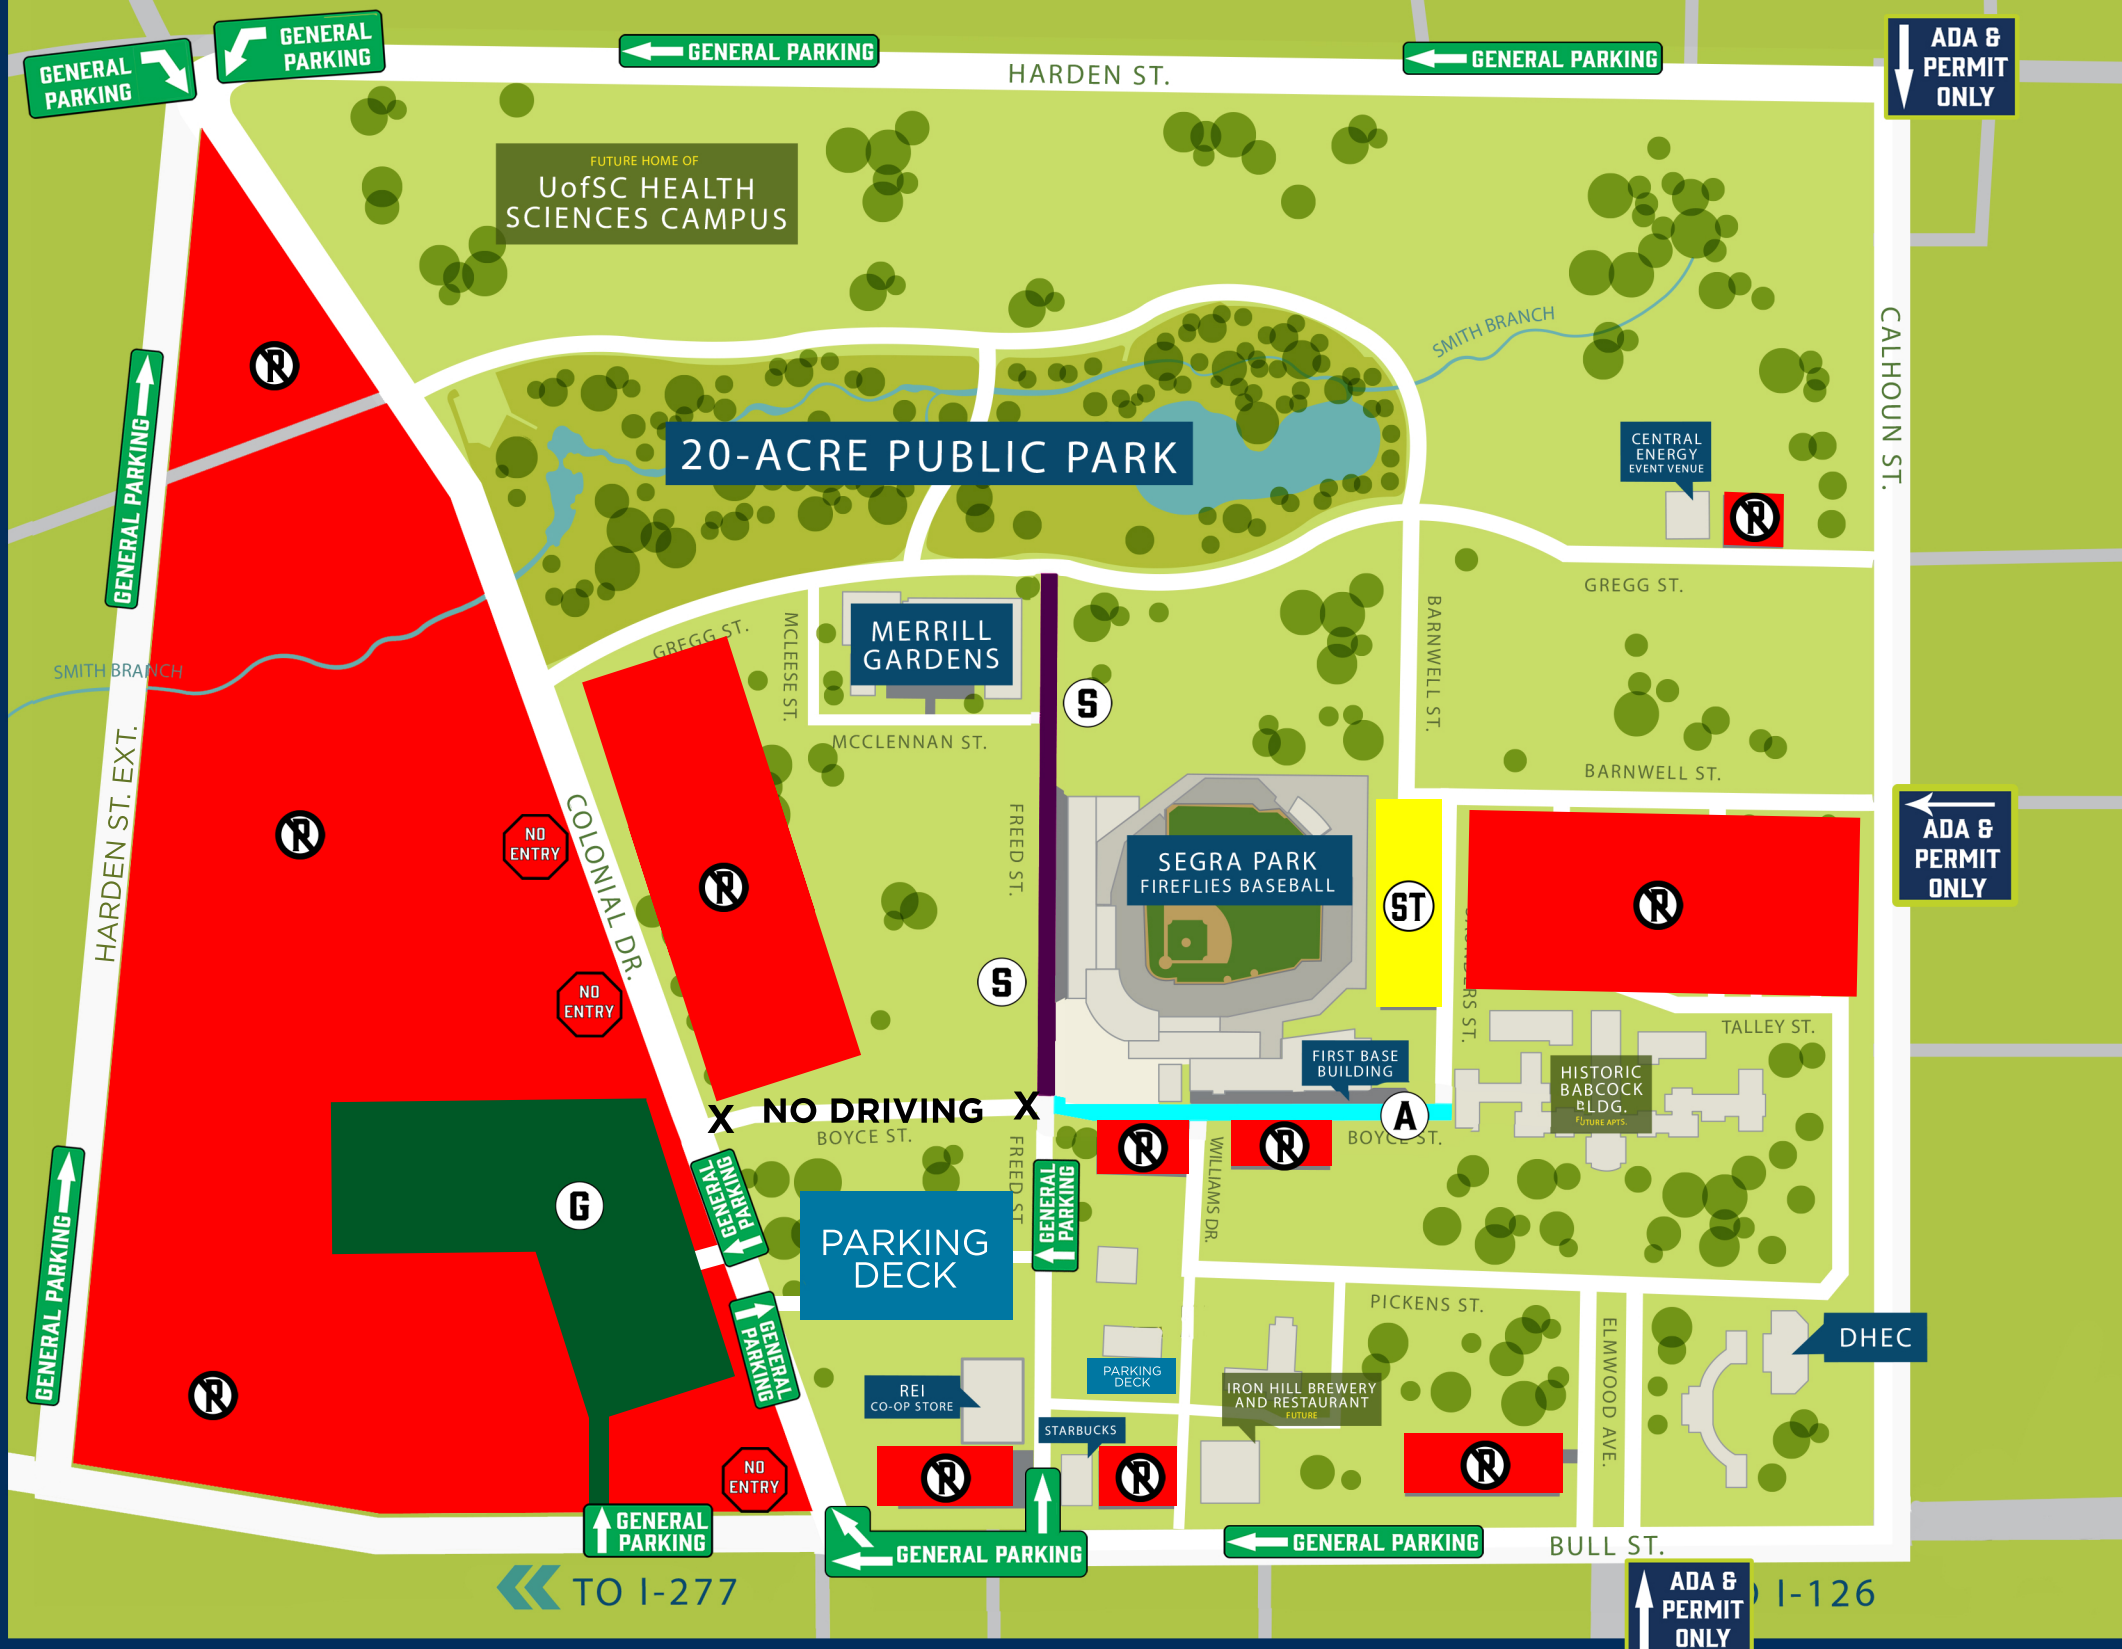 GENERAL
PARKING
GENERAL
PARKING
GENERAL PARKING
GENERAL PARKING
HARDEN ST.
ADA &
PERMIT
ONLY
FUTURE HOME OF
UofSC HEALTH
SCIENCES CAMPUS
SMITH BRANCH
CALHOUN ST.
GENERAL PARKING
20-ACRE PUBLIC PARK
CENTRAL
ENERGY
EVENT VENUE
P
P
GREGG ST.
GREGG ST.
MCLEESE ST.
MERRILL
GARDENS
BARNWELL ST.
SMITH BRANCH
S
MCCLENNAN ST.
BARNWELL ST.
HARDEN ST. EXT.
P
NO
ENTRY
COLONIAL DR.
P
FREED ST.
SEGRA PARK
FIREFLIES BASEBALL
ST
P
ADA &
PERMIT
ONLY
NO
ENTRY
S
TALLEY ST.
FIRST BASE
BUILDING
HISTORIC
BABCOCK
BLDG.
FUTURE APTS.
X NO DRIVING X
BOYCE ST.
A
BOYCE ST.
P
P
FREED ST
WILLIAMS DR.
G
GENERAL
PARKING
GENERAL
PARKING
PARKING
DECK
GENERAL PARKING
GENERAL
PARKING
PICKENS ST.
ELMWOOD AVE.
DHEC
PARKING
DECK
REI
CO-OP STORE
IRON HILL BREWERY
AND RESTAURANT
FUTURE
STARBUCKS
P
NO
ENTRY
P
P
P
GENERAL
PARKING
GENERAL PARKING
GENERAL PARKING
BULL ST.
TO I-277
ADA &
PERMIT
ONLY
I-126